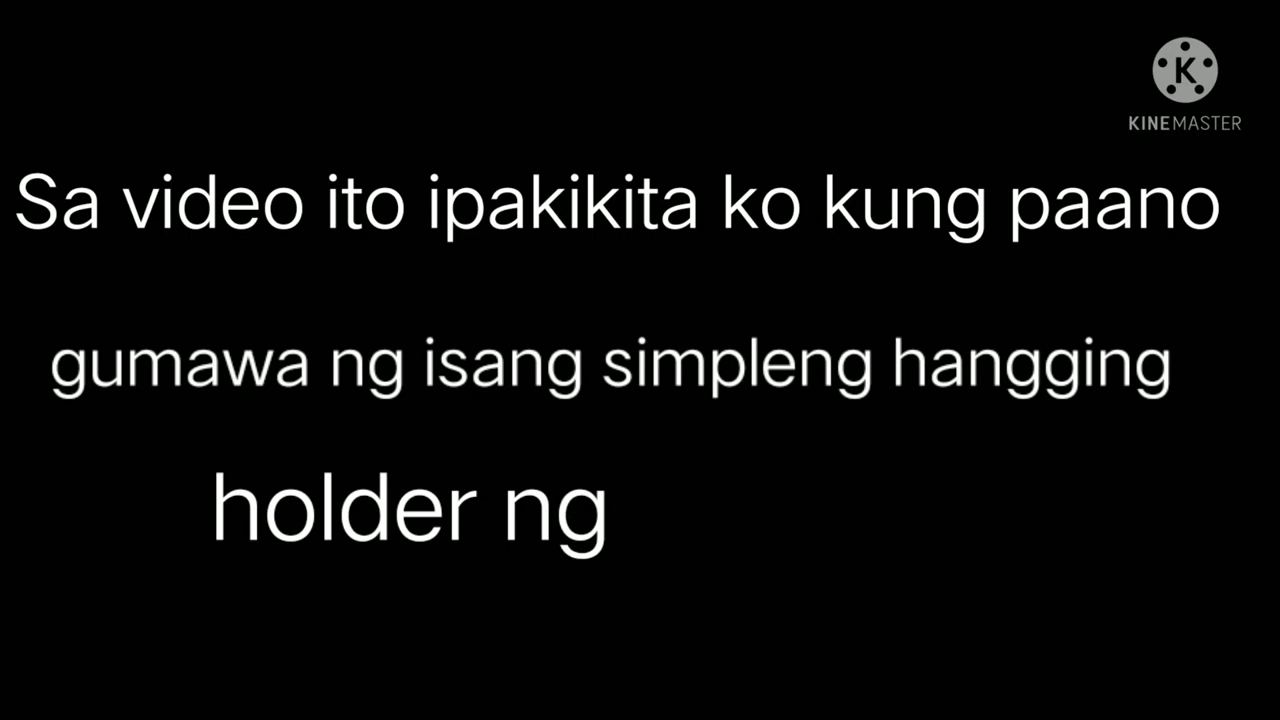 K
KINEMASTER
Sa video ito ipakikita ko kung paano
gumawa ng isang simpleng hangging
holder ng